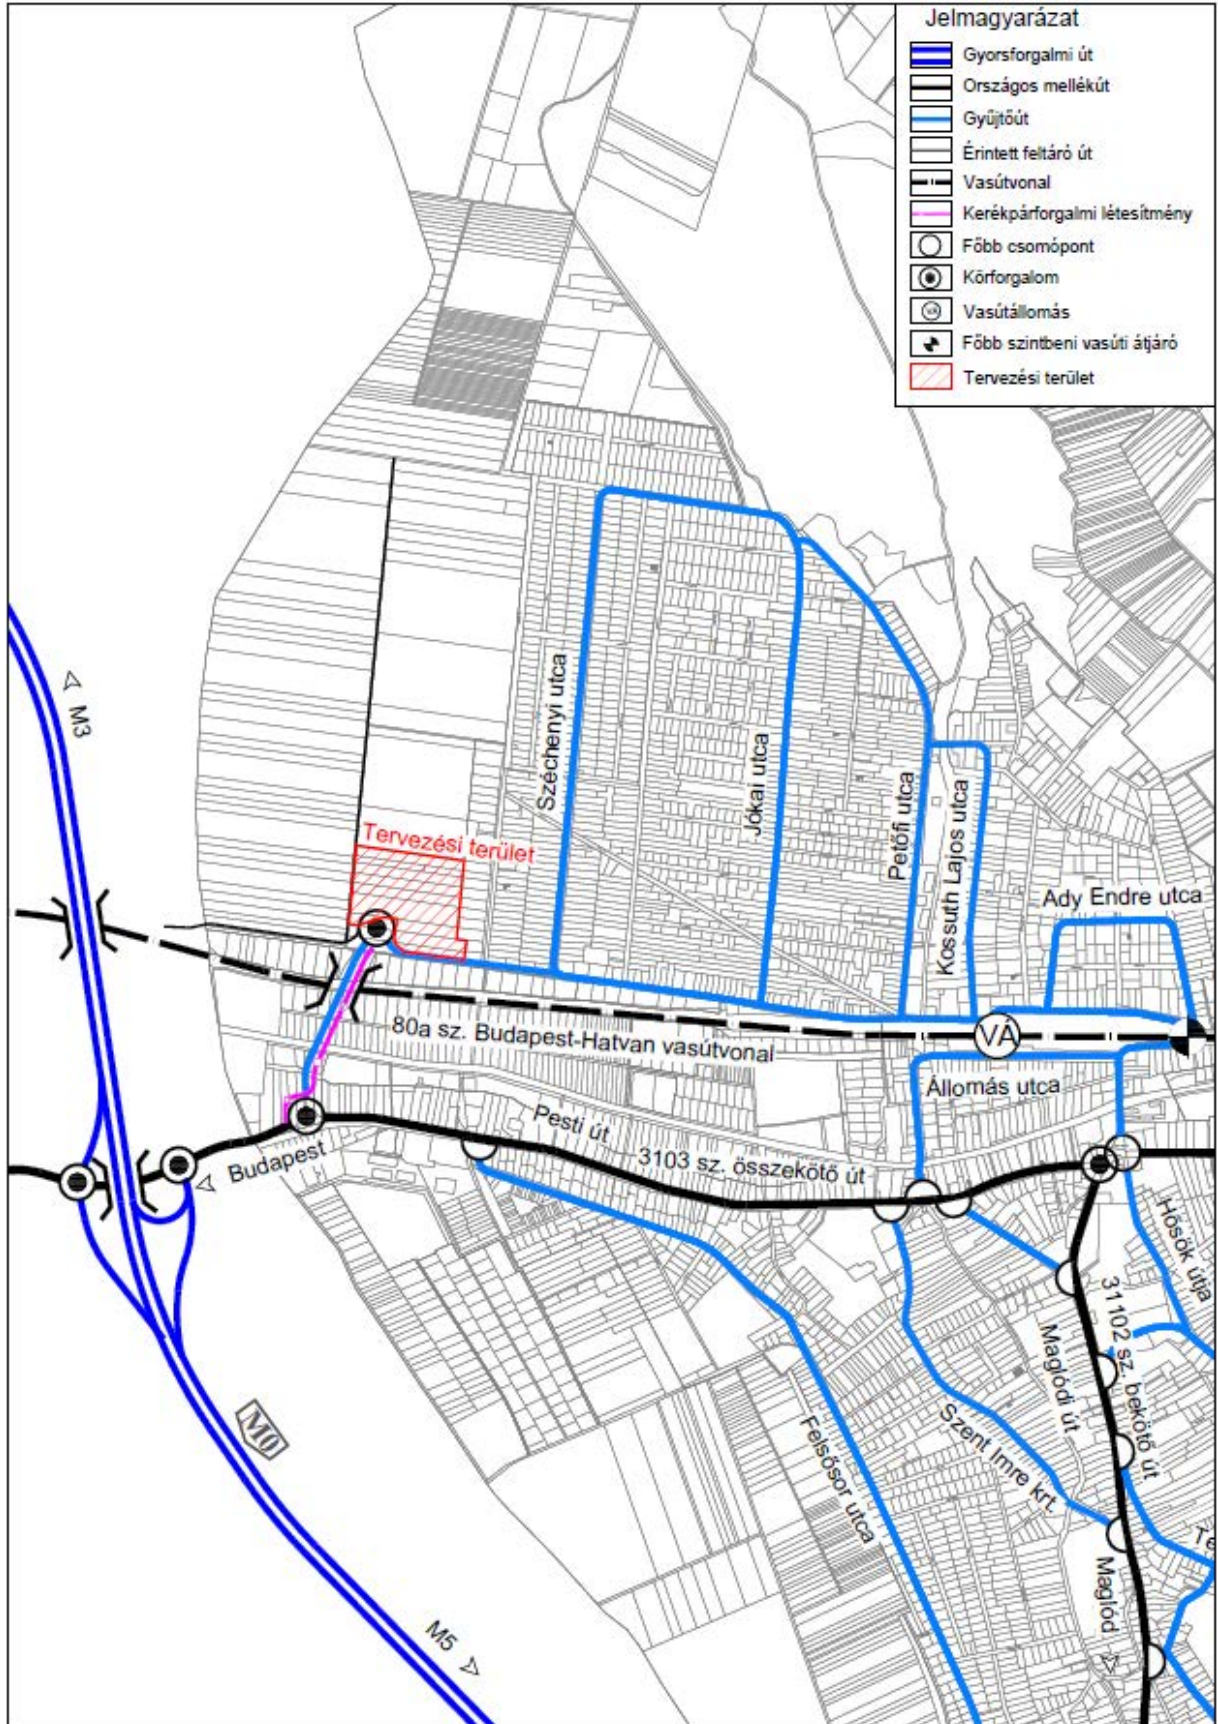 Jelmagyarázat
Gyorsforgalmi út
Országos mellékút
Gyűjtőút
Érintett feltáró út
Vasútvonal
Kerékpárforgalmi létesítmény
Főbb csomópont
Körforgalom
VÁ
Vasútállomás
Főbb szintbeni vasúti átjáró
Tervezési terület
M3
Széchenyi utca
Jókai utca
Petőfi utca
Kossuth Lajos utca
Tervezési terület
Ady Endre utca
80a sz. Budapest-Hatvan vasútvonal
VÁ
Állomás utca
Pesti út
3103 sz. összekötő út
Budapest
Hősök útja
31102 sz. bekötő út
Maglódi út
Szent Imre krt.
Felsősor utca
M0
M5
Maglód
Te